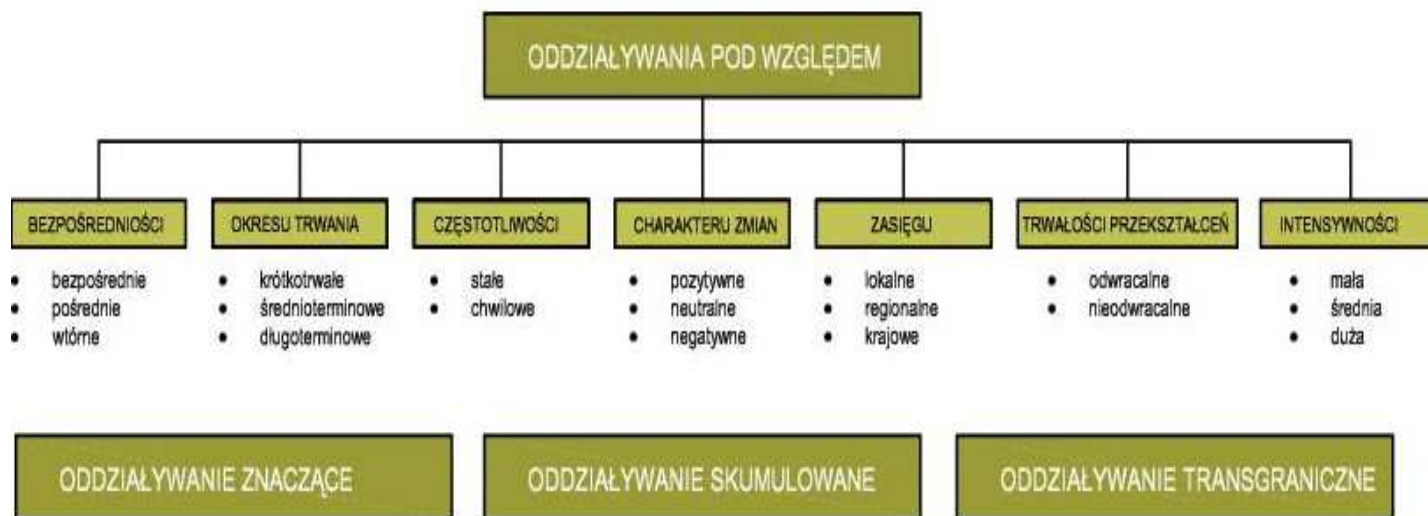 ODDZIAŁYWANIA POD WZGLĘDEM
BEZPOŚREDNIOŚCI
• bezpośrednie
• pośrednie
• wtórne
OKRESU TRWANIA
• krótkotrwałe
• średnioterminowe
• długoterminowe
CZĘSTOTLIWOŚCI
• stałe
• chwilowe
CHARAKTERU ZMIAN
• pozytywne
• neutralne
• negatywne
ZASIĘGU
• lokalne
• regionalne
• krajowe
TRWAŁOŚCI PRZEKSZTAŁCEŃ
• odwracalne
• nieodwracalne
INTENSYWNOŚCI
• mała
• średnia
• duża
ODDZIAŁYWANIE ZNACZĄCE
ODDZIAŁYWANIE SKUMULOWANE
ODDZIAŁYWANIE TRANSGRANICZNE